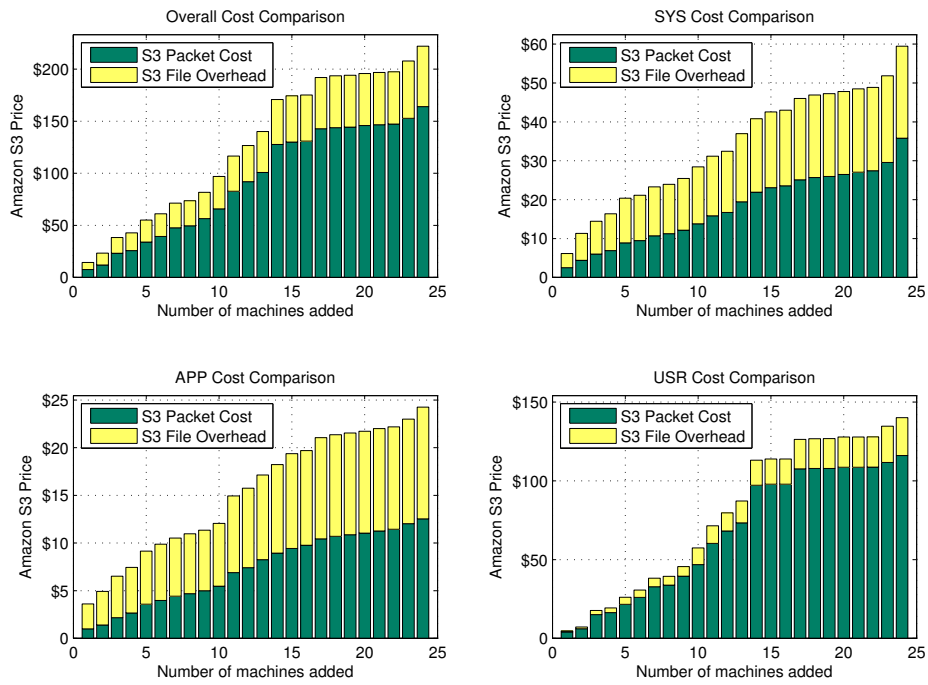 Overall Cost Comparison
$200
$150
$100
$50
0
Amazon S3 Price
S3 Packet Cost
S3 File Overhead
0 5 10 15 20 25
Number of machines added
SYS Cost Comparison
$60
$50
$40
$30
$20
$10
0
Amazon S3 Price
S3 Packet Cost
S3 File Overhead
0 5 10 15 20 25
Number of machines added
APP Cost Comparison
$25
$20
$15
$10
$5
0
Amazon S3 Price
S3 Packet Cost
S3 File Overhead
0 5 10 15 20 25
Number of machines added
USR Cost Comparison
$150
$100
$50
0
Amazon S3 Price
S3 Packet Cost
S3 File Overhead
0 5 10 15 20 25
Number of machines added